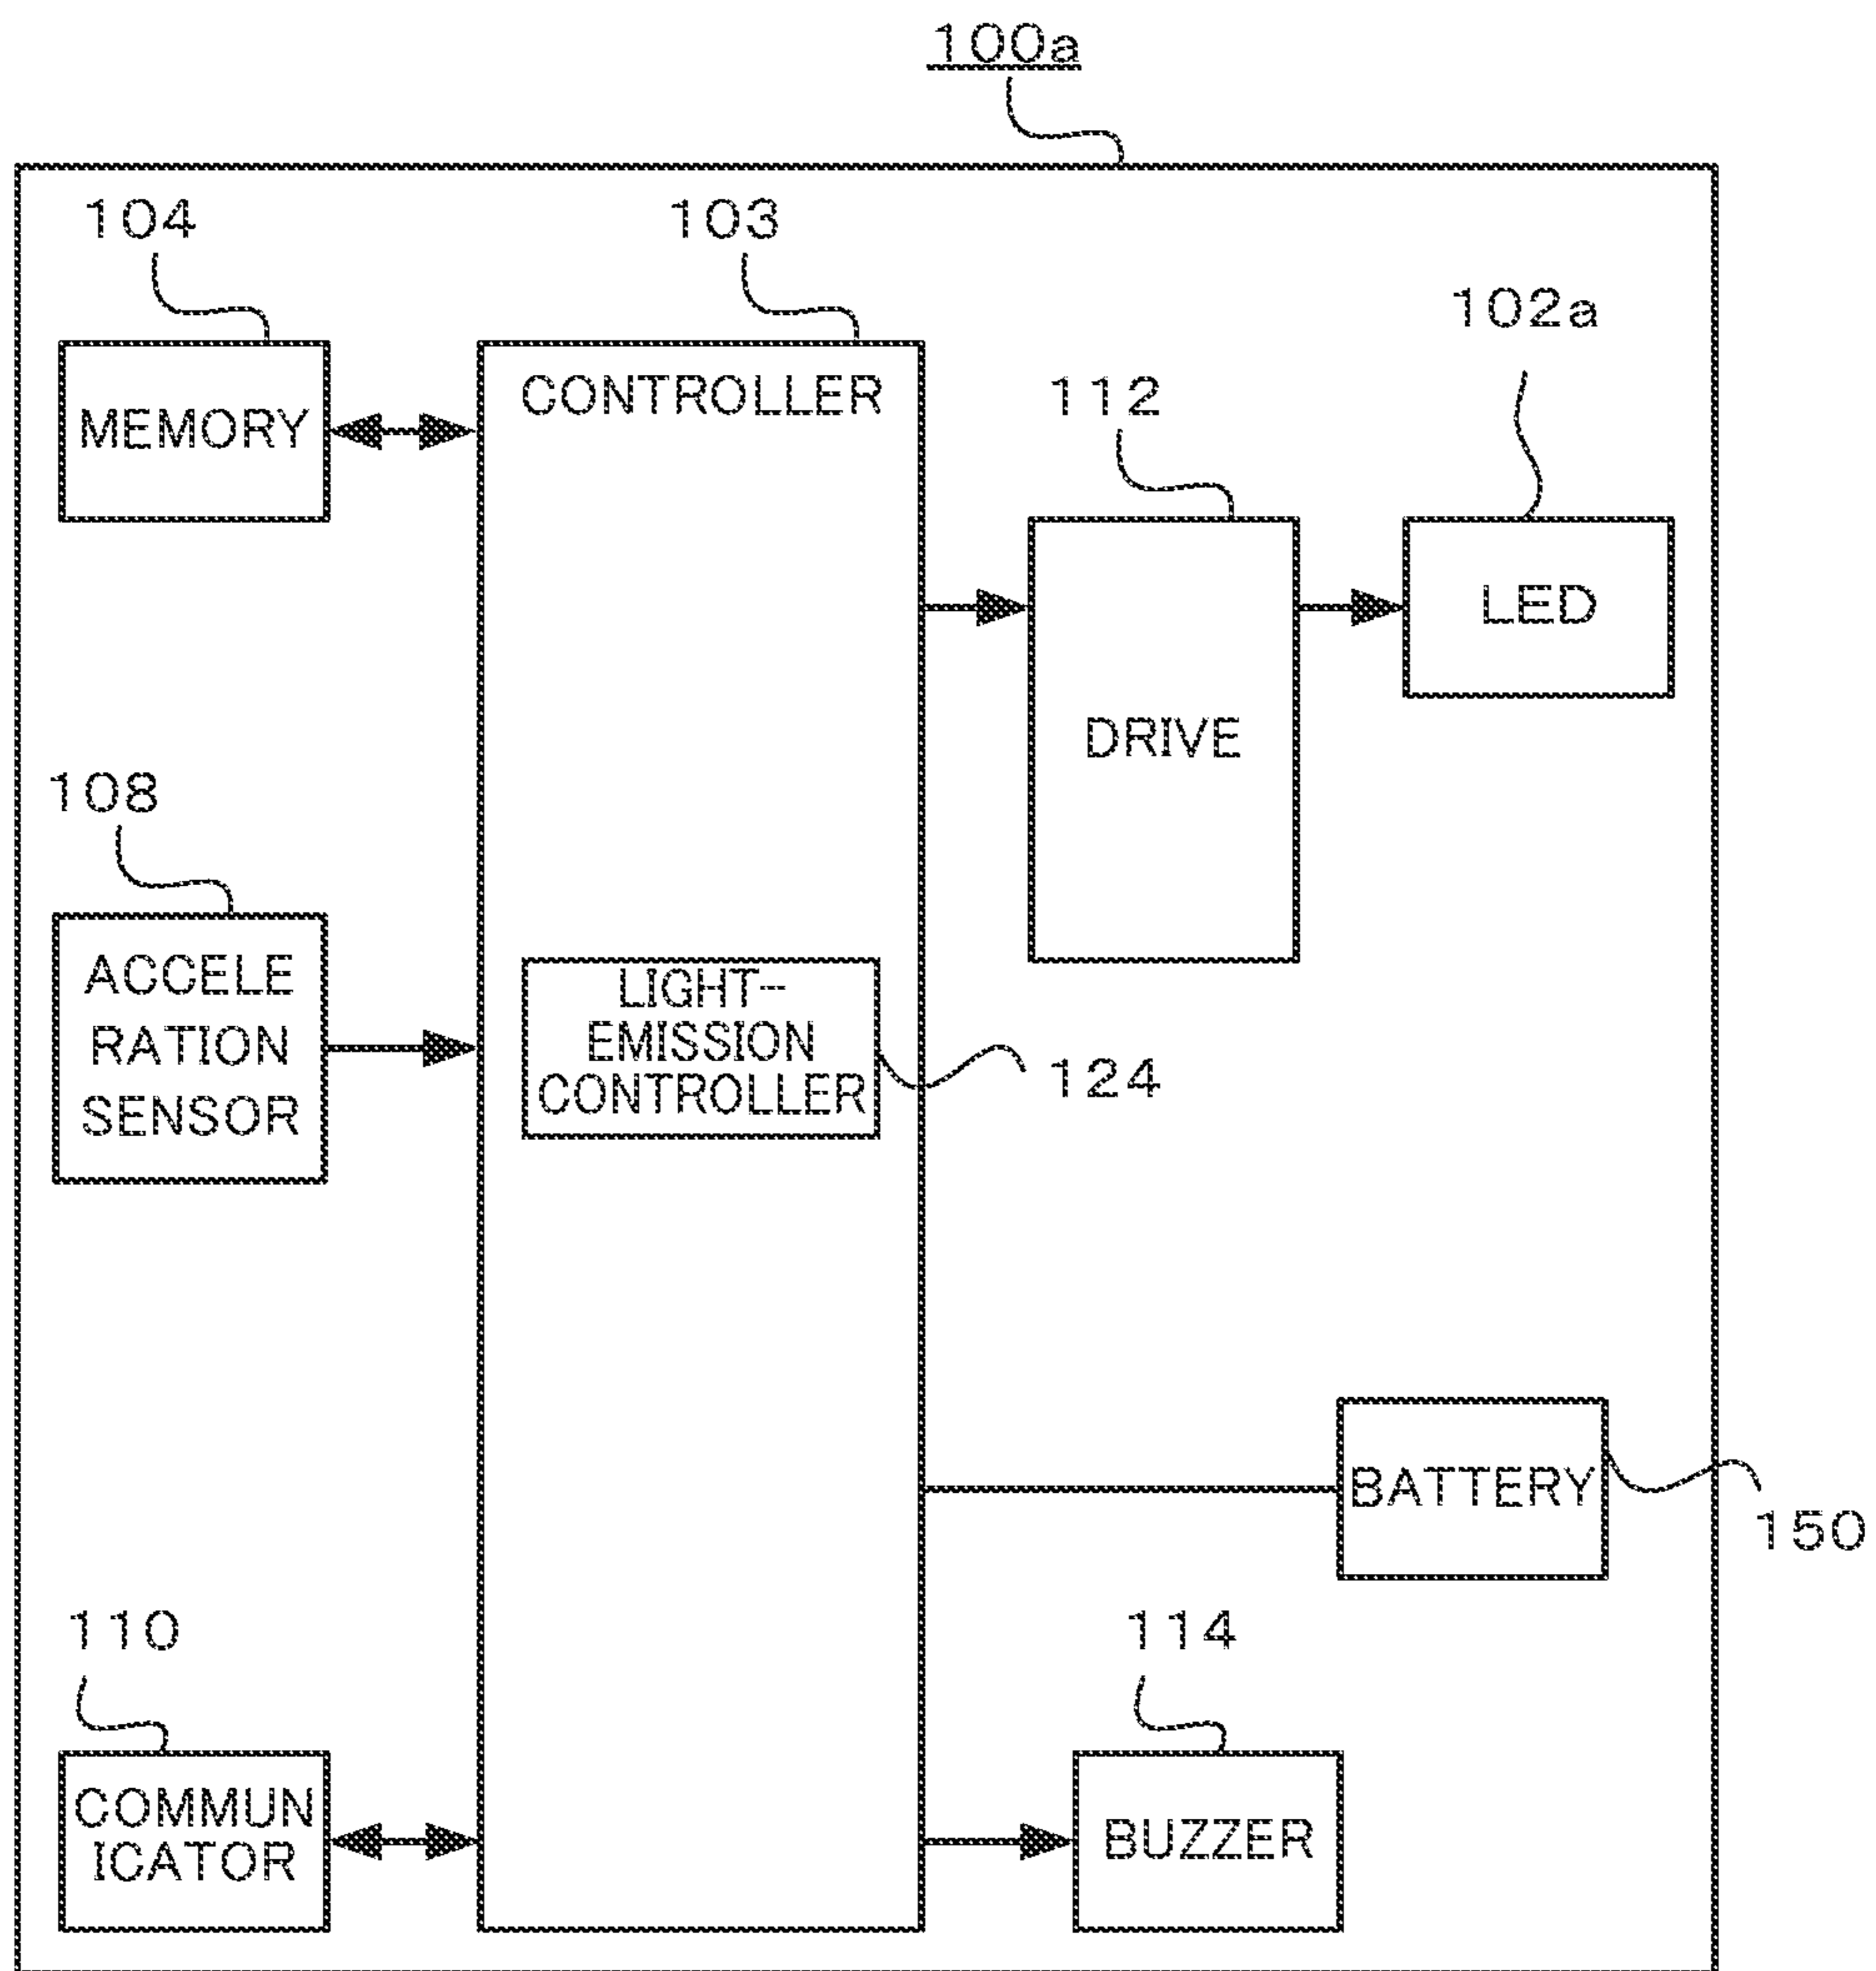 100a
104
103
102a
MEMORY
CONTROLLER
112
LED
DRIVE
108
ACCELE
RATION
SENSOR
LIGHT-
EMISSION
CONTROLLER
124
BATTERY
150
110
114
COMMUN
ICATOR
BUZZER